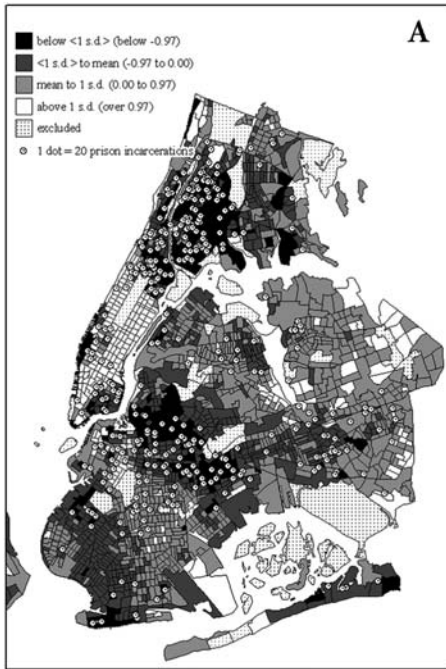 A
below <1 s.d.> (below -0.97)
<1 s.d.> to mean (-0.97 to 0.00)
mean to 1 s.d. (0.00 to 0.97)
above 1 s.d. (over 0.97)
excluded
1 dot = 20 prison incarcerations